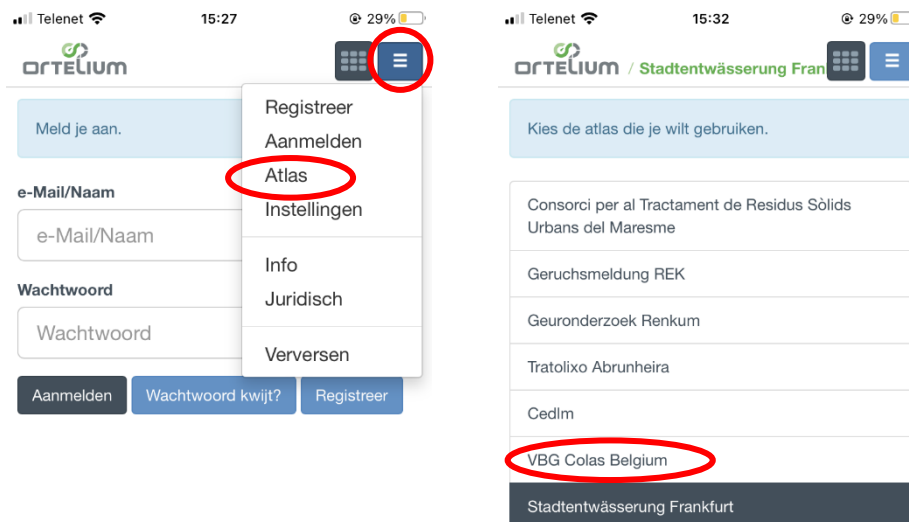 Telenet 15:27 29%
ortelium
Registreer
Aanmelden
Atlas
Instellingen
Info
Juridisch
Verversen
Meld je aan.
e-Mail/Naam
e-Mail/Naam
Wachtwoord
Wachtwoord
Aanmelden Wachtwoord kwijt? Registreer
Telenet 15:32 29%
ortelium / Stadtentwässerung Fran
Kies de atlas die je wilt gebruiken.
Consorci per al Tractament de Residus Sòlids
Urbans del Maresme
Geruchsmeldung REK
Geuronderzoek Renkum
Tratolixo Abrunheira
Cedlm
VBG Colas Belgium
Stadtentwässerung Frankfurt